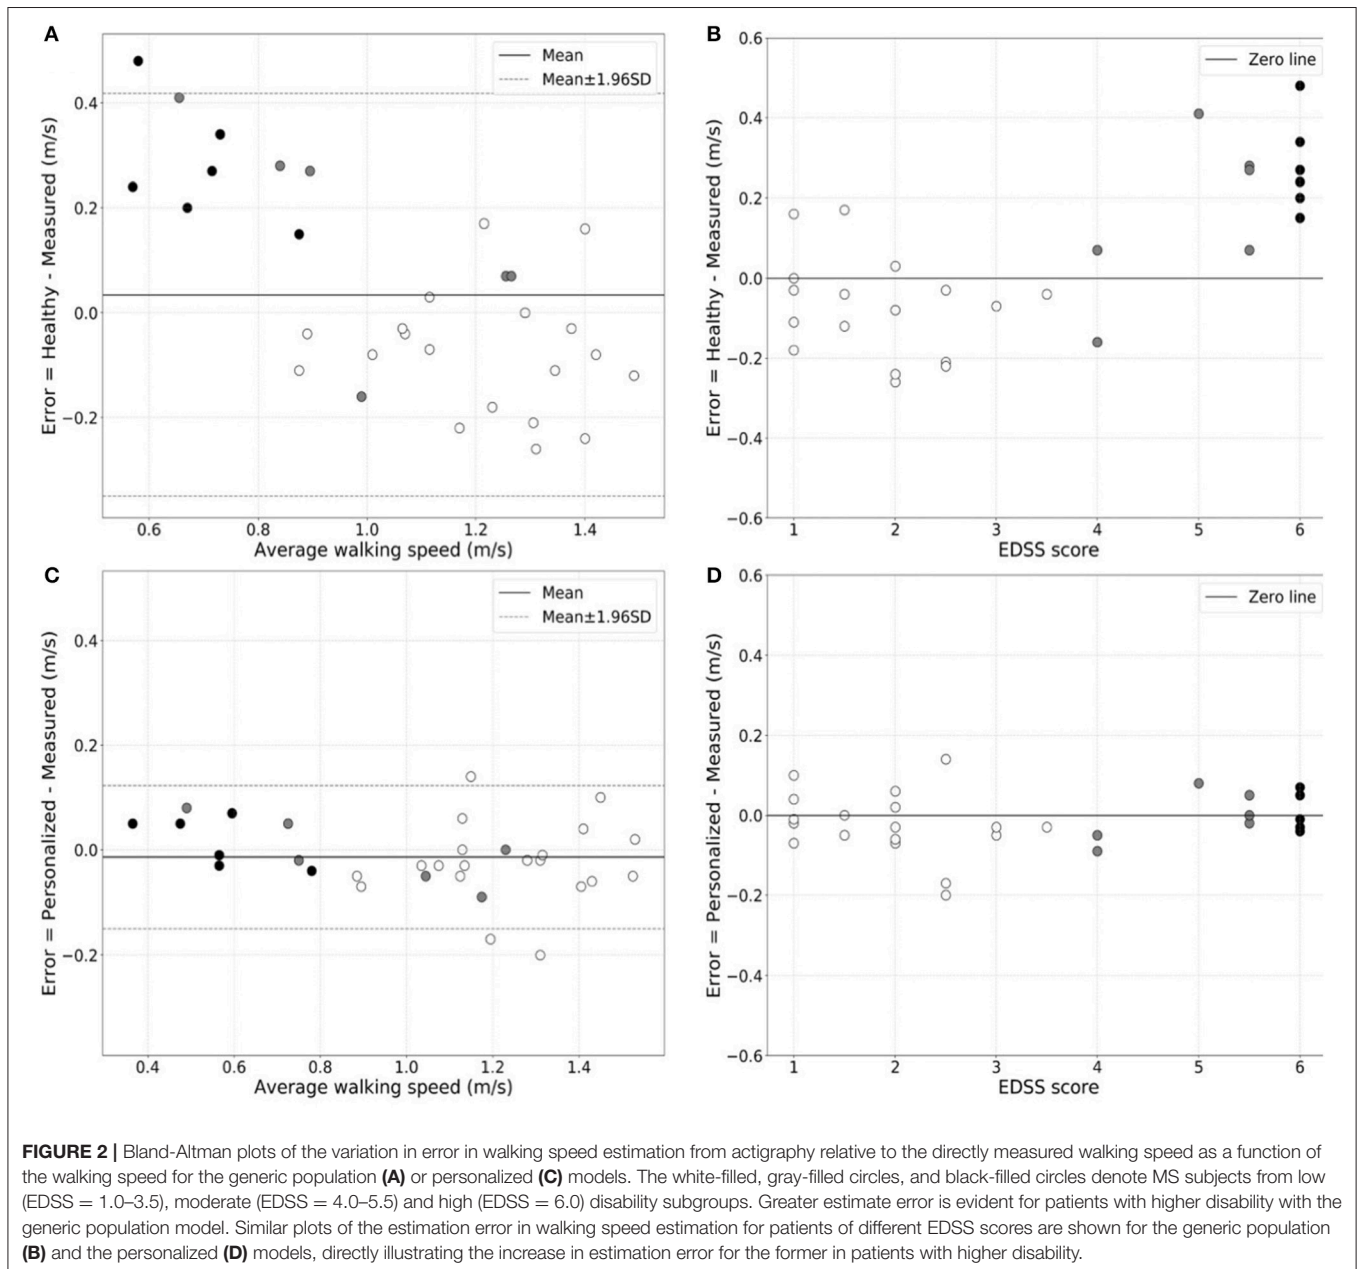 A
Mean
Mean±1.96SD
0.4
0.2
0.0
−0.2
Error = Healthy - Measured (m/s)
0.6 0.8 1.0 1.2 1.4
Average walking speed (m/s)
B
Zero line
0.6
0.4
0.2
0.0
−0.2
−0.4
−0.6
Error = Healthy - Measured (m/s)
1 2 3 4 5 6
EDSS score
C
Mean
Mean±1.96SD
0.4
0.2
0.0
−0.2
Error = Personalized - Measured (m/s)
0.4 0.6 0.8 1.0 1.2 1.4
Average walking speed (m/s)
D
Zero line
0.6
0.4
0.2
0.0
−0.2
−0.4
−0.6
Error = Personalized - Measured (m/s)
1 2 3 4 5 6
EDSS score
FIGURE 2 | Bland-Altman plots of the variation in error in walking speed estimation from actigraphy relative to the directly measured walking speed as a function of
the walking speed for the generic population (A) or personalized (C) models. The white-filled, gray-filled circles, and black-filled circles denote MS subjects from low
(EDSS = 1.0–3.5), moderate (EDSS = 4.0–5.5) and high (EDSS = 6.0) disability subgroups. Greater estimate error is evident for patients with higher disability with the
generic population model. Similar plots of the estimation error in walking speed estimation for patients of different EDSS scores are shown for the generic population
(B) and the personalized (D) models, directly illustrating the increase in estimation error for the former in patients with higher disability.